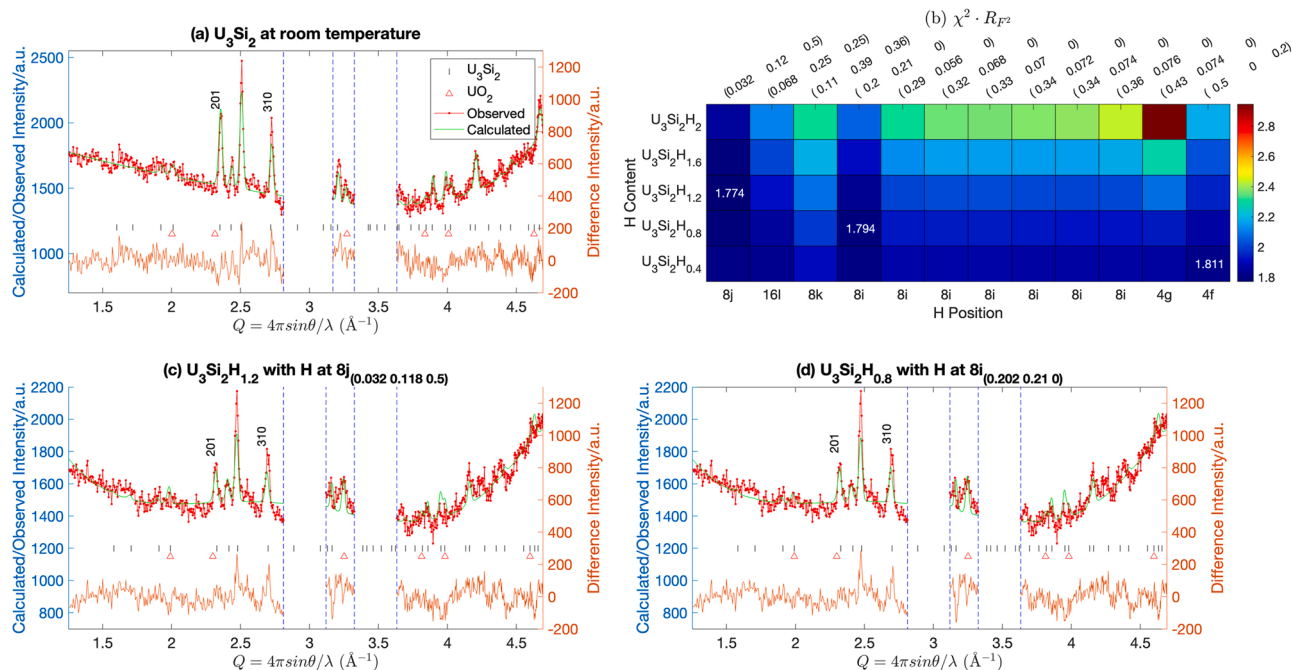 (a) U3Si2 at room temperature
2500
2000
1500
1000
Calculated/Observed Intensity/a.u.
1200
1000
800
600
400
200
0
-200
Difference Intensity/a.u.
201
310
U3Si2
UO2
Observed
Calculated
1.5 2 2.5 3 3.5 4 4.5
Q = 4πsinθ/λ (Å⁻¹)
(b) χ² · R_F²
(0.032 0.12 0.5)
(0.068 0.25 0.25)
( 0.11 0.39 0.36)
( 0.2 0.21 0)
( 0.29 0.056 0)
( 0.32 0.068 0)
( 0.33 0.07 0)
( 0.34 0.072 0)
( 0.34 0.074 0)
( 0.36 0.076 0)
( 0.43 0.074 0)
( 0.5 0 0.2)
U3Si2H2
U3Si2H1.6
U3Si2H1.2
U3Si2H0.8
U3Si2H0.4
H Content
1.774
1.794
1.811
8j 16l 8k 8i 8i 8i 8i 8i 8i 8i 4g 4f
H Position
2.8
2.6
2.4
2.2
2
1.8
(c) U3Si2H1.2 with H at 8j(0.032 0.118 0.5)
2200
2000
1800
1600
1400
1200
1000
800
Calculated/Observed Intensity/a.u.
1200
1000
800
600
400
200
0
-200
Difference Intensity/a.u.
201
310
1.5 2 2.5 3 3.5 4 4.5
Q = 4πsinθ/λ (Å⁻¹)
(d) U3Si2H0.8 with H at 8i(0.202 0.21 0)
2200
2000
1800
1600
1400
1200
1000
800
Calculated/Observed Intensity/a.u.
1200
1000
800
600
400
200
0
-200
Difference Intensity/a.u.
201
310
1.5 2 2.5 3 3.5 4 4.5
Q = 4πsinθ/λ (Å⁻¹)